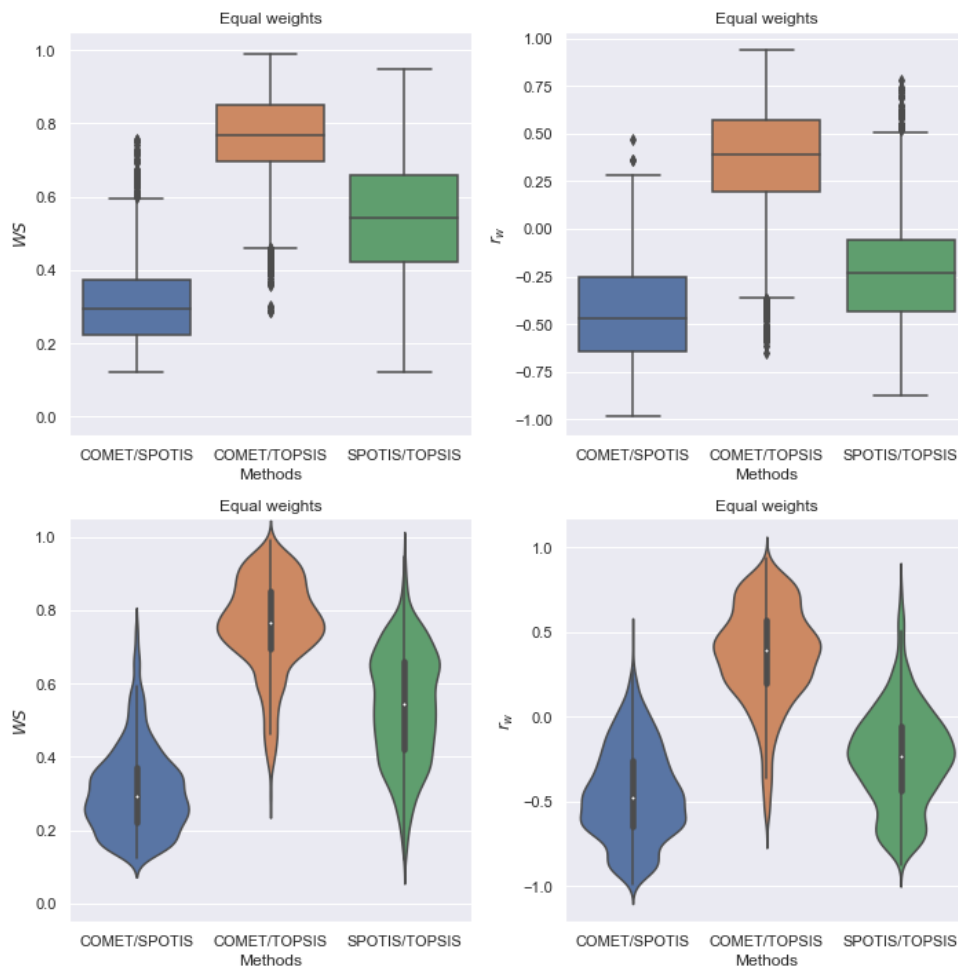 Equal weights
1.0
0.8
0.6
0.4
0.2
0.0
WS
COMET/SPOTIS COMET/TOPSIS SPOTIS/TOPSIS
Methods
Equal weights
1.00
0.75
0.50
0.25
0.00
−0.25
−0.50
−0.75
−1.00
r_w
COMET/SPOTIS COMET/TOPSIS SPOTIS/TOPSIS
Methods
Equal weights
1.0
0.8
0.6
0.4
0.2
0.0
WS
COMET/SPOTIS COMET/TOPSIS SPOTIS/TOPSIS
Methods
Equal weights
1.0
0.5
0.0
−0.5
−1.0
r_w
COMET/SPOTIS COMET/TOPSIS SPOTIS/TOPSIS
Methods